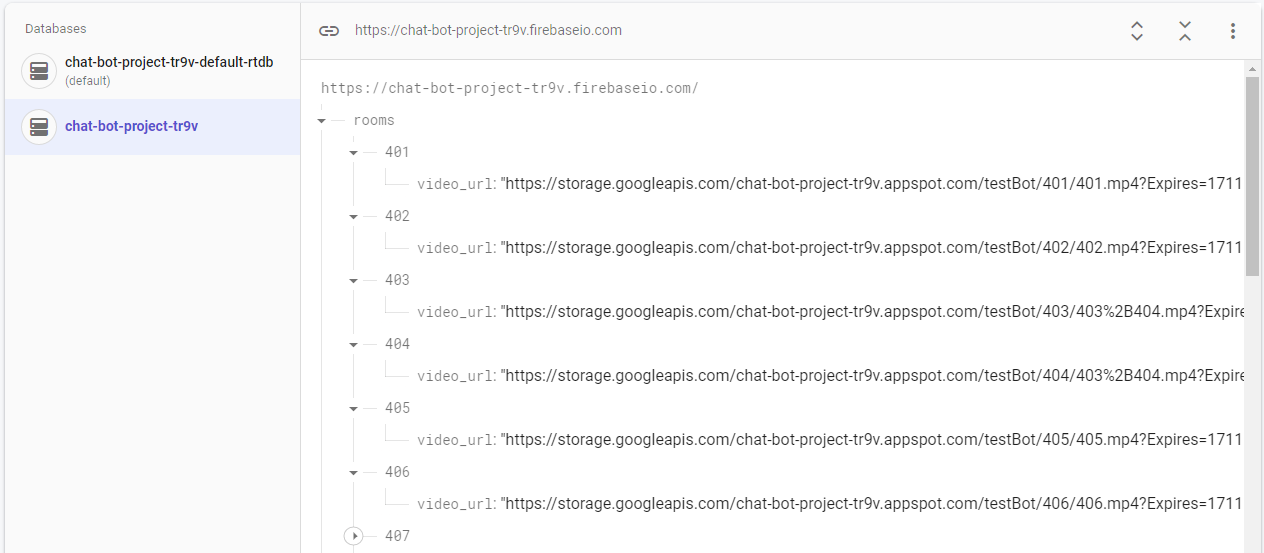 Databases
chat-bot-project-tr9v-default-rtdb
(default)
chat-bot-project-tr9v
https://chat-bot-project-tr9v.firebaseio.com
https://chat-bot-project-tr9v.firebaseio.com/
rooms
401
video_url: "https://storage.googleapis.com/chat-bot-project-tr9v.appspot.com/testBot/401/401.mp4?Expires=1711
402
video_url: "https://storage.googleapis.com/chat-bot-project-tr9v.appspot.com/testBot/402/402.mp4?Expires=1711
403
video_url: "https://storage.googleapis.com/chat-bot-project-tr9v.appspot.com/testBot/403/403%2B404.mp4?Expire
404
video_url: "https://storage.googleapis.com/chat-bot-project-tr9v.appspot.com/testBot/404/403%2B404.mp4?Expire
405
video_url: "https://storage.googleapis.com/chat-bot-project-tr9v.appspot.com/testBot/405/405.mp4?Expires=1711
406
video_url: "https://storage.googleapis.com/chat-bot-project-tr9v.appspot.com/testBot/406/406.mp4?Expires=1711
407